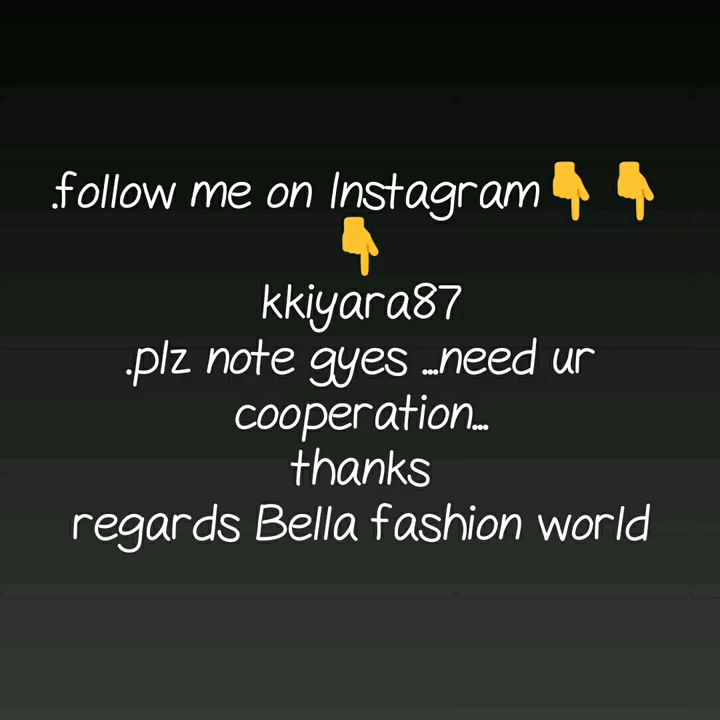 .follow me on Instagram👇 👇
👇
kkiyara87
.plz note gyes ...need ur
cooperation...
thanks
regards Bella fashion world